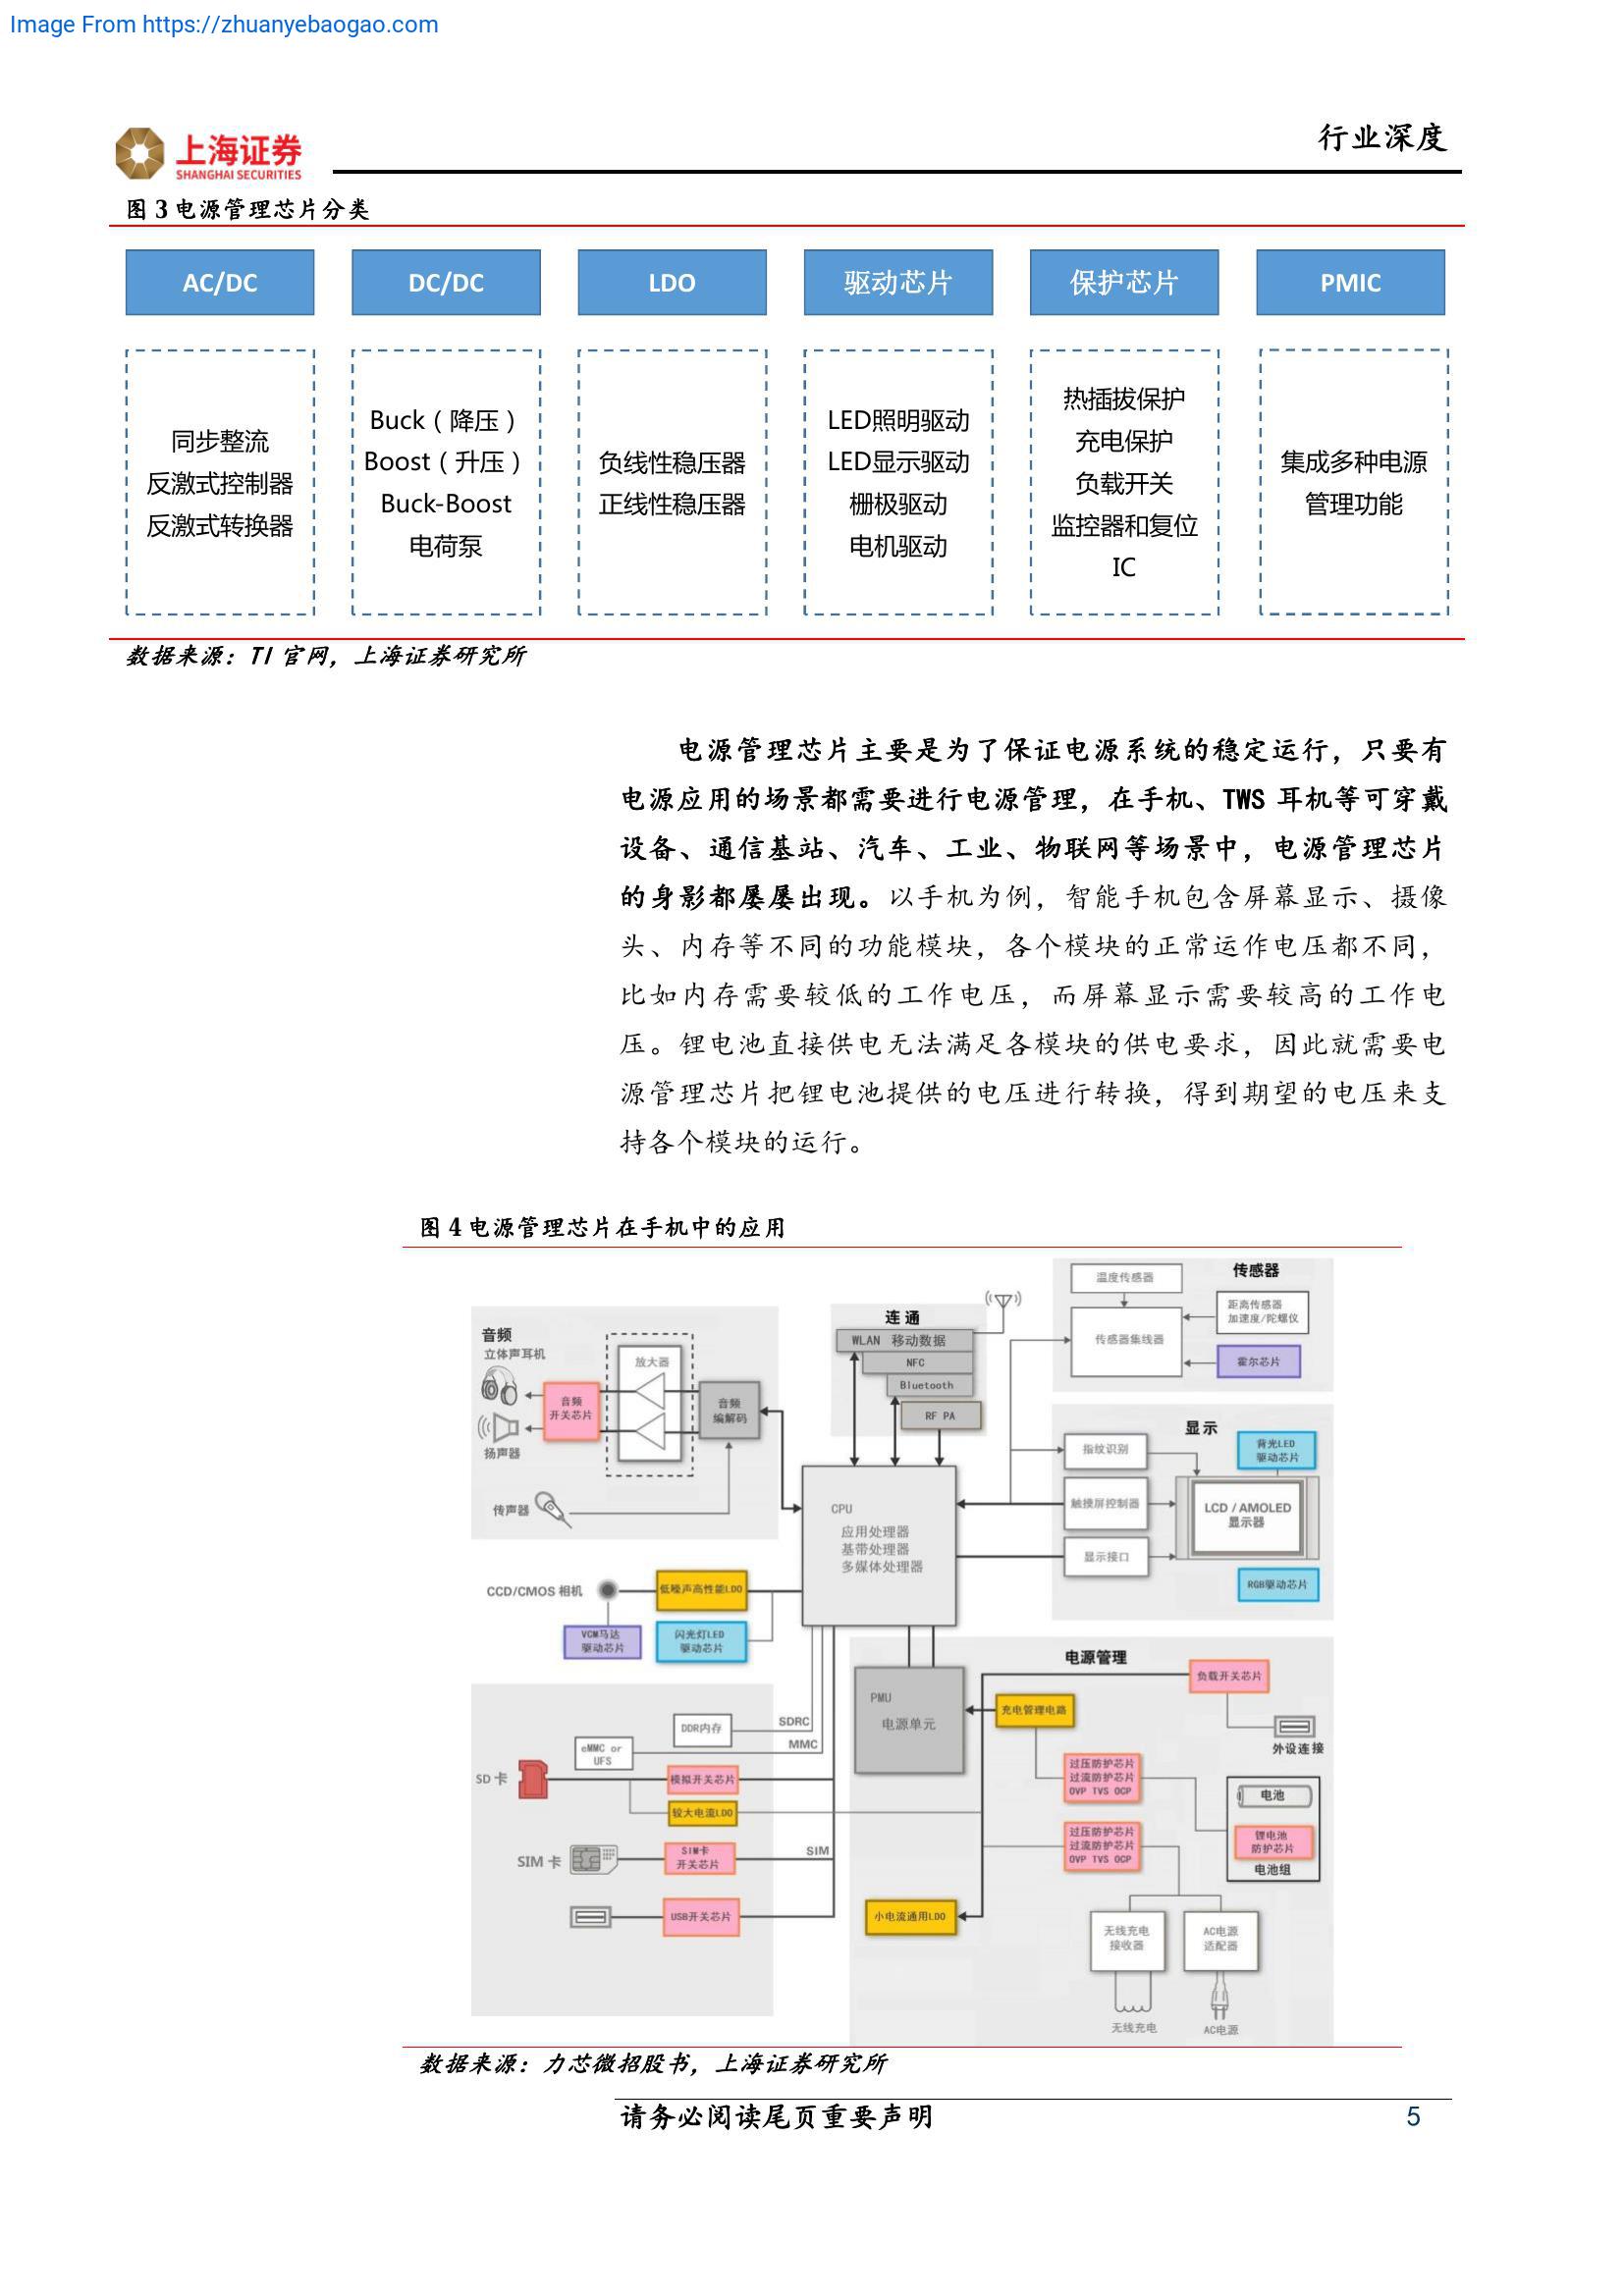 Image From https://zhuanyebaogao.com
上海证券
SHANGHAI SECURITIES
行业深度
图 3 电源管理芯片分类
AC/DC
DC/DC
LDO
驱动芯片
保护芯片
PMIC
同步整流
反激式控制器
反激式转换器
Buck（降压）
Boost（升压）
Buck-Boost
电荷泵
负线性稳压器
正线性稳压器
LED照明驱动
LED显示驱动
栅极驱动
电机驱动
热插拔保护
充电保护
负载开关
监控器和复位
IC
集成多种电源
管理功能
数据来源：TI 官网，上海证券研究所
电源管理芯片主要是为了保证电源系统的稳定运行，只要有
电源应用的场景都需要进行电源管理，在手机、TWS 耳机等可穿戴
设备、通信基站、汽车、工业、物联网等场景中，电源管理芯片
的身影都屡屡出现。以手机为例，智能手机包含屏幕显示、摄像
头、内存等不同的功能模块，各个模块的正常运作电压都不同，
比如内存需要较低的工作电压，而屏幕显示需要较高的工作电
压。锂电池直接供电无法满足各模块的供电要求，因此就需要电
源管理芯片把锂电池提供的电压进行转换，得到期望的电压来支
持各个模块的运行。
图 4 电源管理芯片在手机中的应用
音频
立体声耳机
扬声器
传声器
音频
开关芯片
放大器
音频
编解码
连通
WLAN 移动数据
NFC
Bluetooth
RF PA
传感器
温度传感器
传感器集线器
距离传感器
加速度/陀螺仪
霍尔芯片
显示
指纹识别
触摸屏控制器
显示接口
背光LED
驱动芯片
LCD / AMOLED
显示器
RGB驱动芯片
CPU
应用处理器
基带处理器
多媒体处理器
CCD/CMOS 相机
低噪声高性能LDO
VCM马达
驱动芯片
闪光灯LED
驱动芯片
DDR内存
SDRC
eMMC or
UFS
MMC
SD 卡
模拟开关芯片
较大电流LDO
SIM 卡
SIM卡
开关芯片
SIM
USB开关芯片
电源管理
PMU
电源单元
充电管理电路
负载开关芯片
外设连接
过压防护芯片
过流防护芯片
OVP TVS OCP
过压防护芯片
过流防护芯片
OVP TVS OCP
电池
锂电池
防护芯片
电池组
小电流通用LDO
无线充电
接收器
AC电源
适配器
无线充电
AC电源
数据来源：力芯微招股书，上海证券研究所
请务必阅读尾页重要声明
5